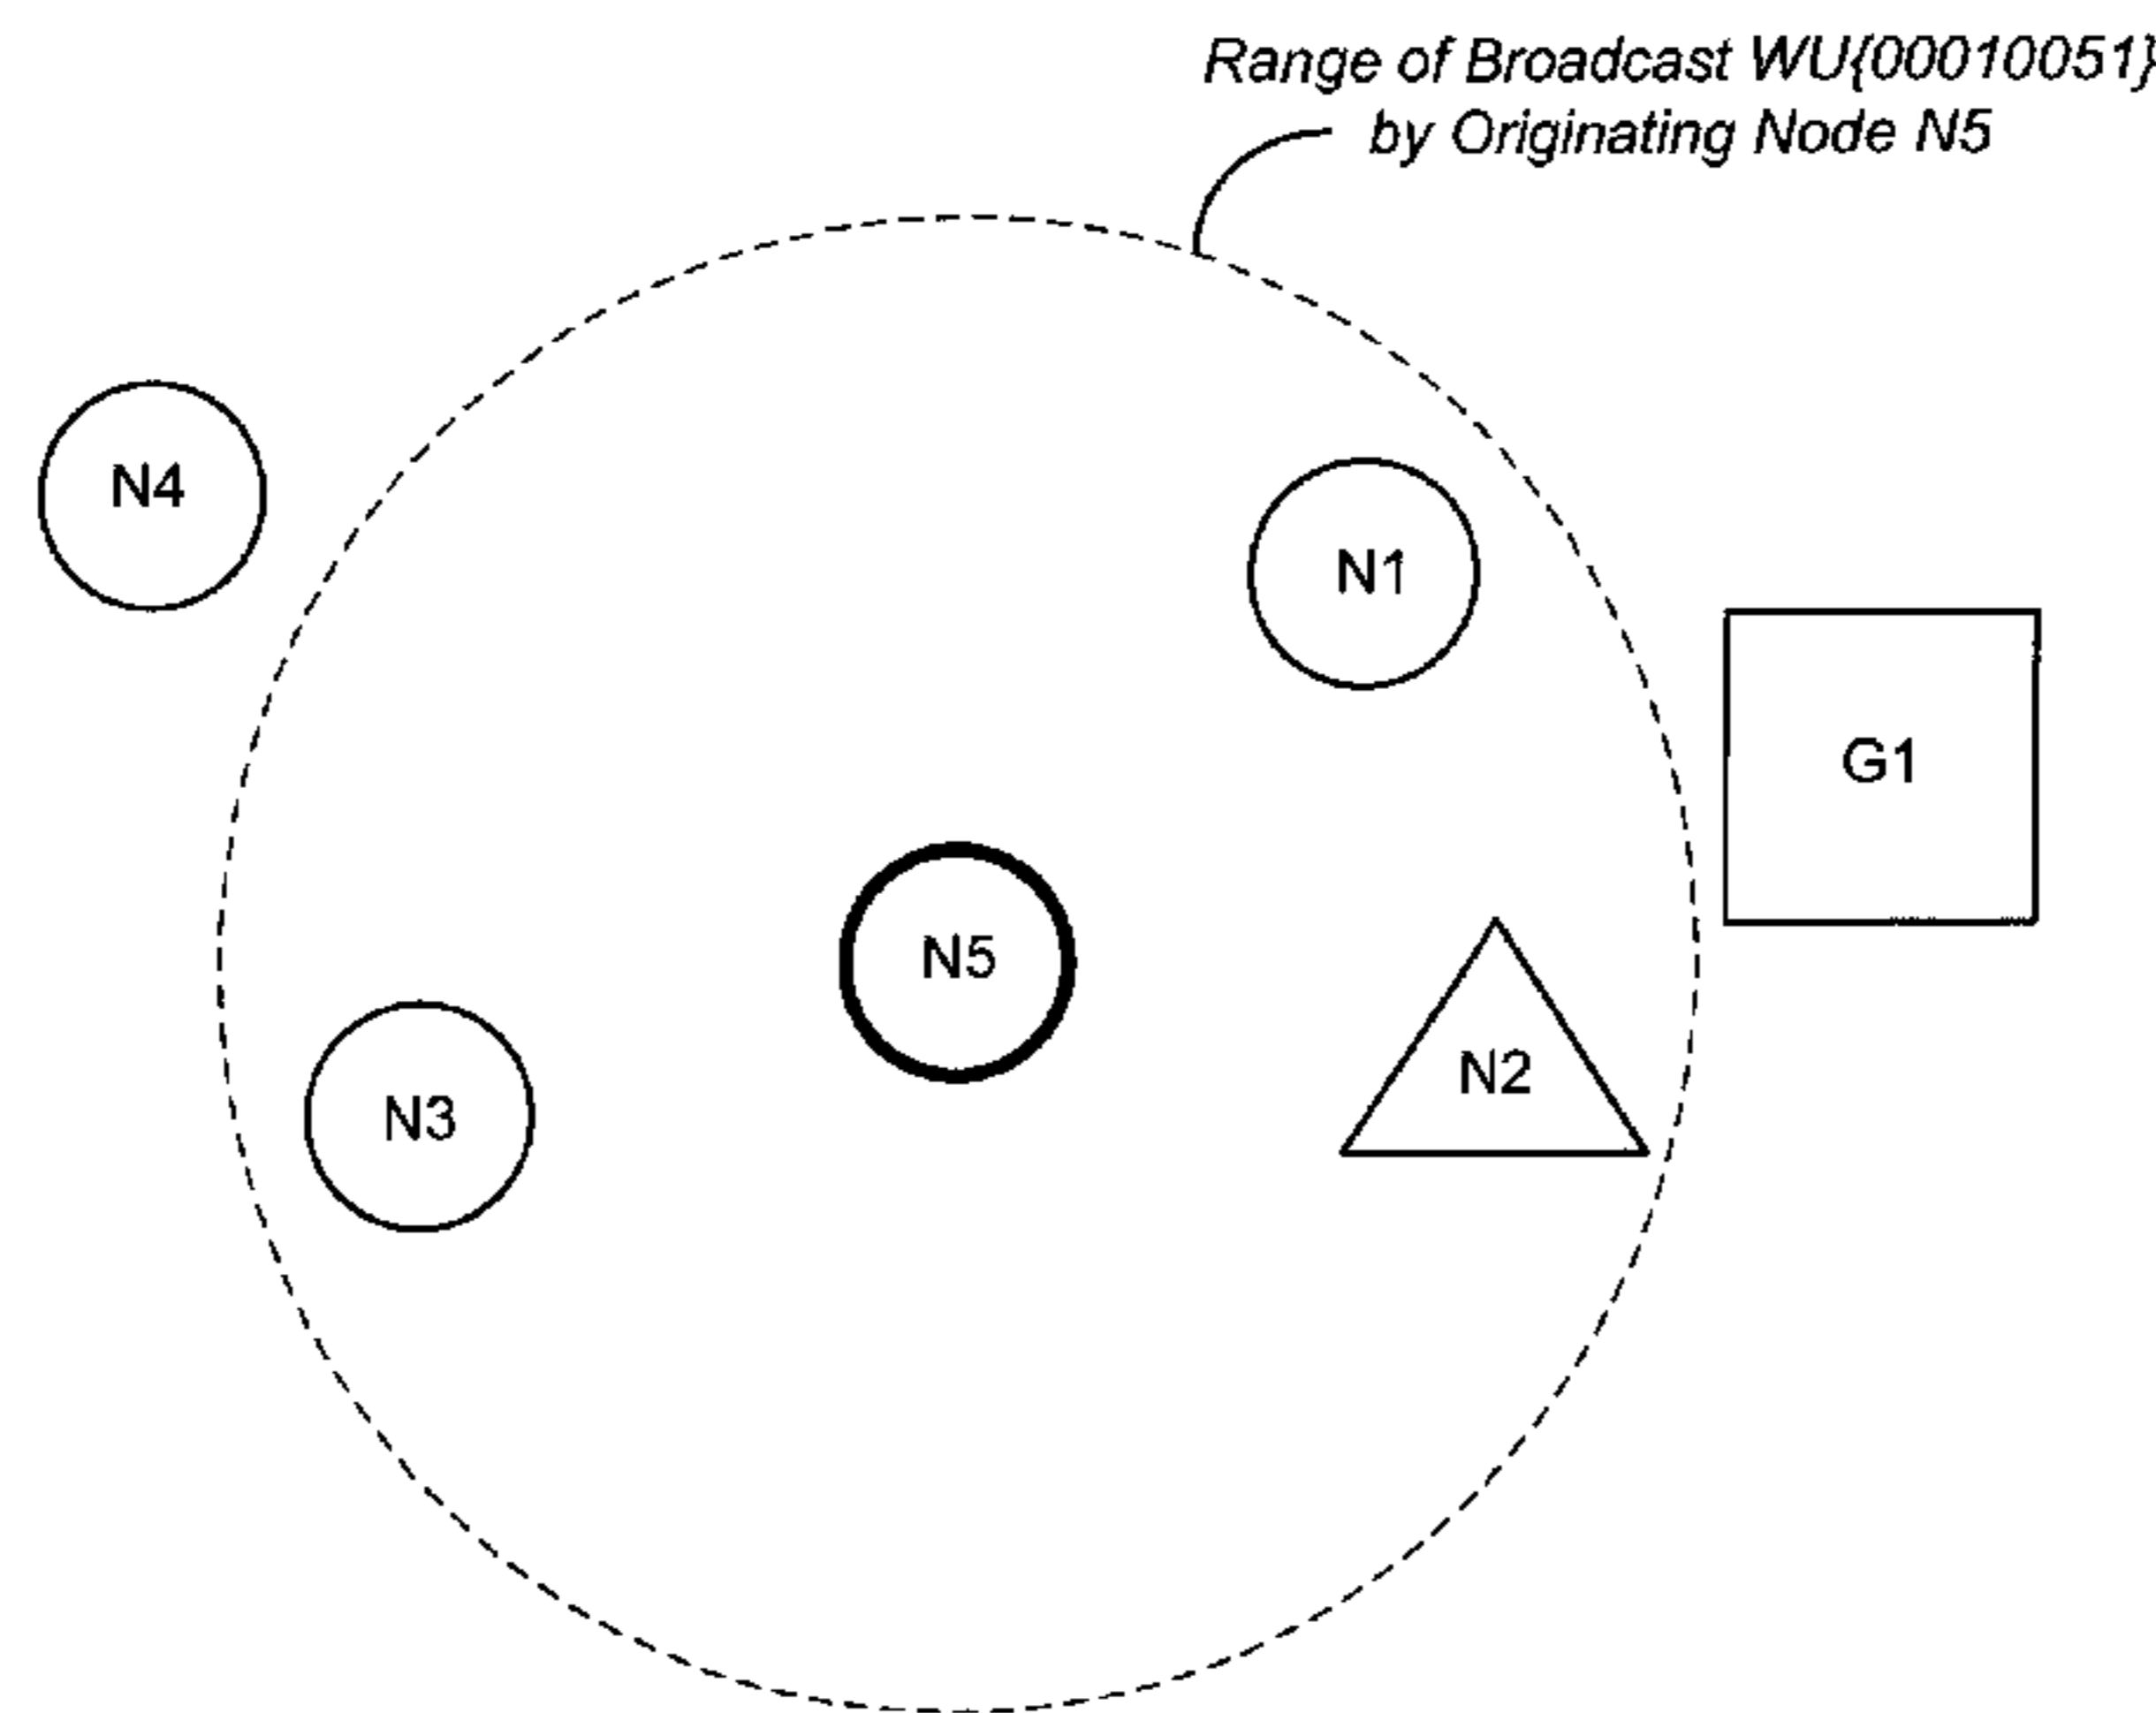 Range of Broadcast WU{00010051}
by Originating Node N5
N4
N1
G1
N5
N2
N3